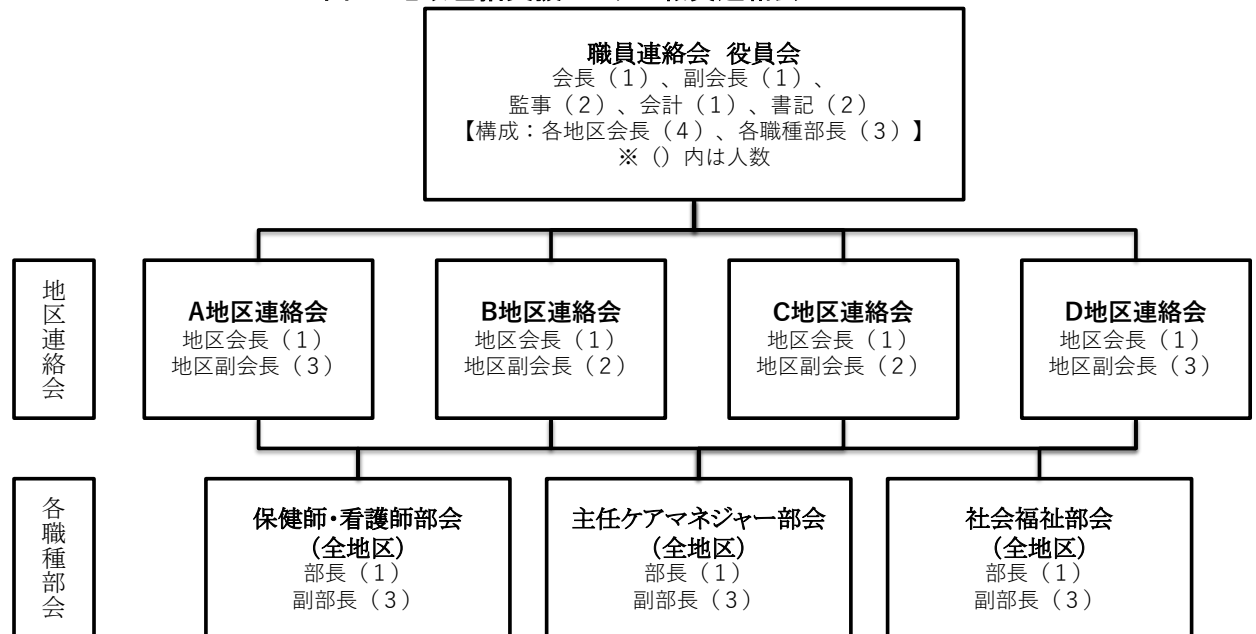 職員連絡会 役員会
会長（１）、副会長（１）、
監事（２）、会計（１）、書記（２）
【構成：各地区会長（４）、各職種部長（３）】
※（）内は人数
地区連絡会
A地区連絡会
地区会長（１）
地区副会長（３）
B地区連絡会
地区会長（１）
地区副会長（２）
C地区連絡会
地区会長（１）
地区副会長（２）
D地区連絡会
地区会長（１）
地区副会長（３）
各職種部会
保健師・看護師部会
（全地区）
部長（１）
副部長（３）
主任ケアマネジャー部会
（全地区）
部長（１）
副部長（３）
社会福祉部会
（全地区）
部長（１）
副部長（３）